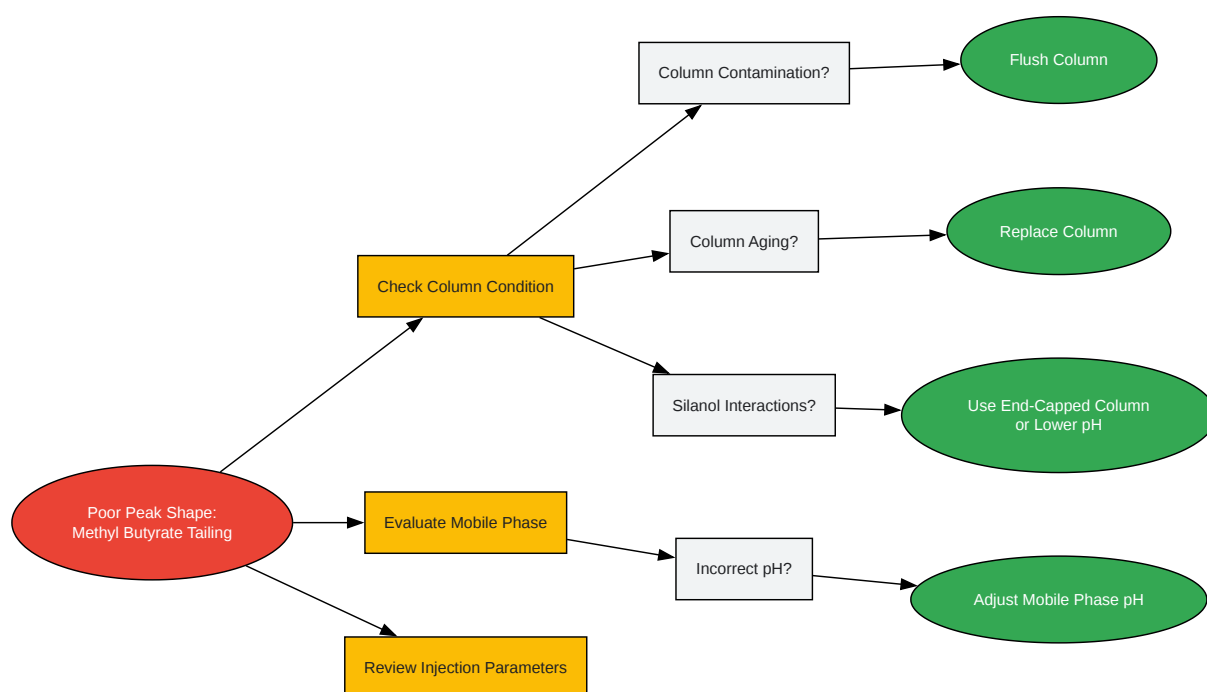 Column Contamination?
Flush Column
Column Aging?
Replace Column
Check Column Condition
Silanol Interactions?
Use End-Capped Column
or Lower pH
Poor Peak Shape:
Methyl Butyrate Tailing
Evaluate Mobile Phase
Incorrect pH?
Adjust Mobile Phase pH
Review Injection Parameters